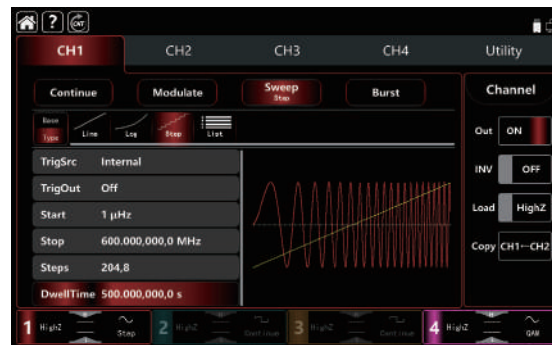 ? CNT
CH1 CH2 CH3 CH4 Utility
Continue Modulate Sweep Burst Channel
Step
Base
Type Line Log Step List
Out ON
TrigSrc Internal
INV OFF
TrigOut Off
Start 1 μHz
Load HighZ
Stop 600.000,000,0 MHz
Copy CH1←CH2
Steps 204,8
DwellTime 500.000,000,0 s
1 HighZ Step 2 HighZ Continue 3 HighZ Continue 4 HighZ QAM